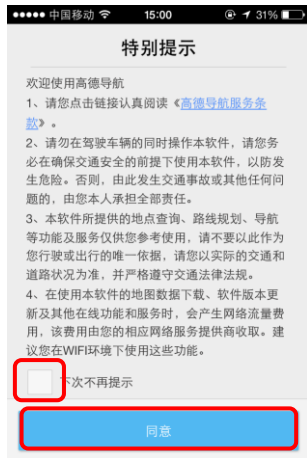 中国移动 15:00 31%
特别提示
欢迎使用高德导航
1、请您点击链接认真阅读《高德导航服务条
款》。
2、请勿在驾驶车辆的同时操作本软件，请您务
必在确保交通安全的前提下使用本软件，以防发
生危险。否则，由此发生交通事故或其他任何问
题的，由您本人承担全部责任。
3、本软件所提供的地点查询、路线规划、导航
等功能及服务仅供您参考使用，请不要以此作为
您行驶或出行的唯一依据，请您以实际的交通和
道路状况为准，并严格遵守交通法律法规。
4、在使用本软件的地图数据下载、软件版本更
新及其他在线功能和服务时，会产生网络流量费
用，该费用由您的相应网络服务提供商收取。建
议您在WIFI环境下使用这些功能。
下次不再提示
同意